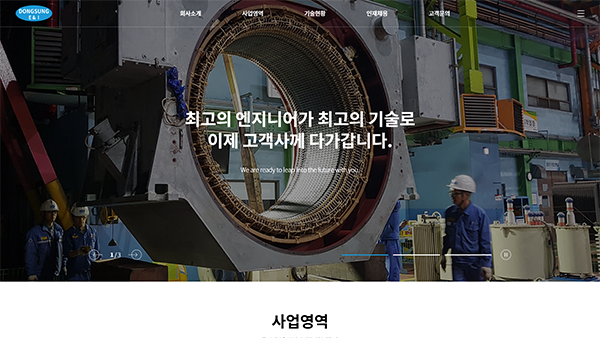 DONGSUNG
E & I
회사소개
사업영역
기술현황
인재채용
고객문의
최고의 엔지니어가 최고의 기술로
이제 고객사께 다가갑니다.
We are ready to leap into the future with you.
1 / 3
사업영역